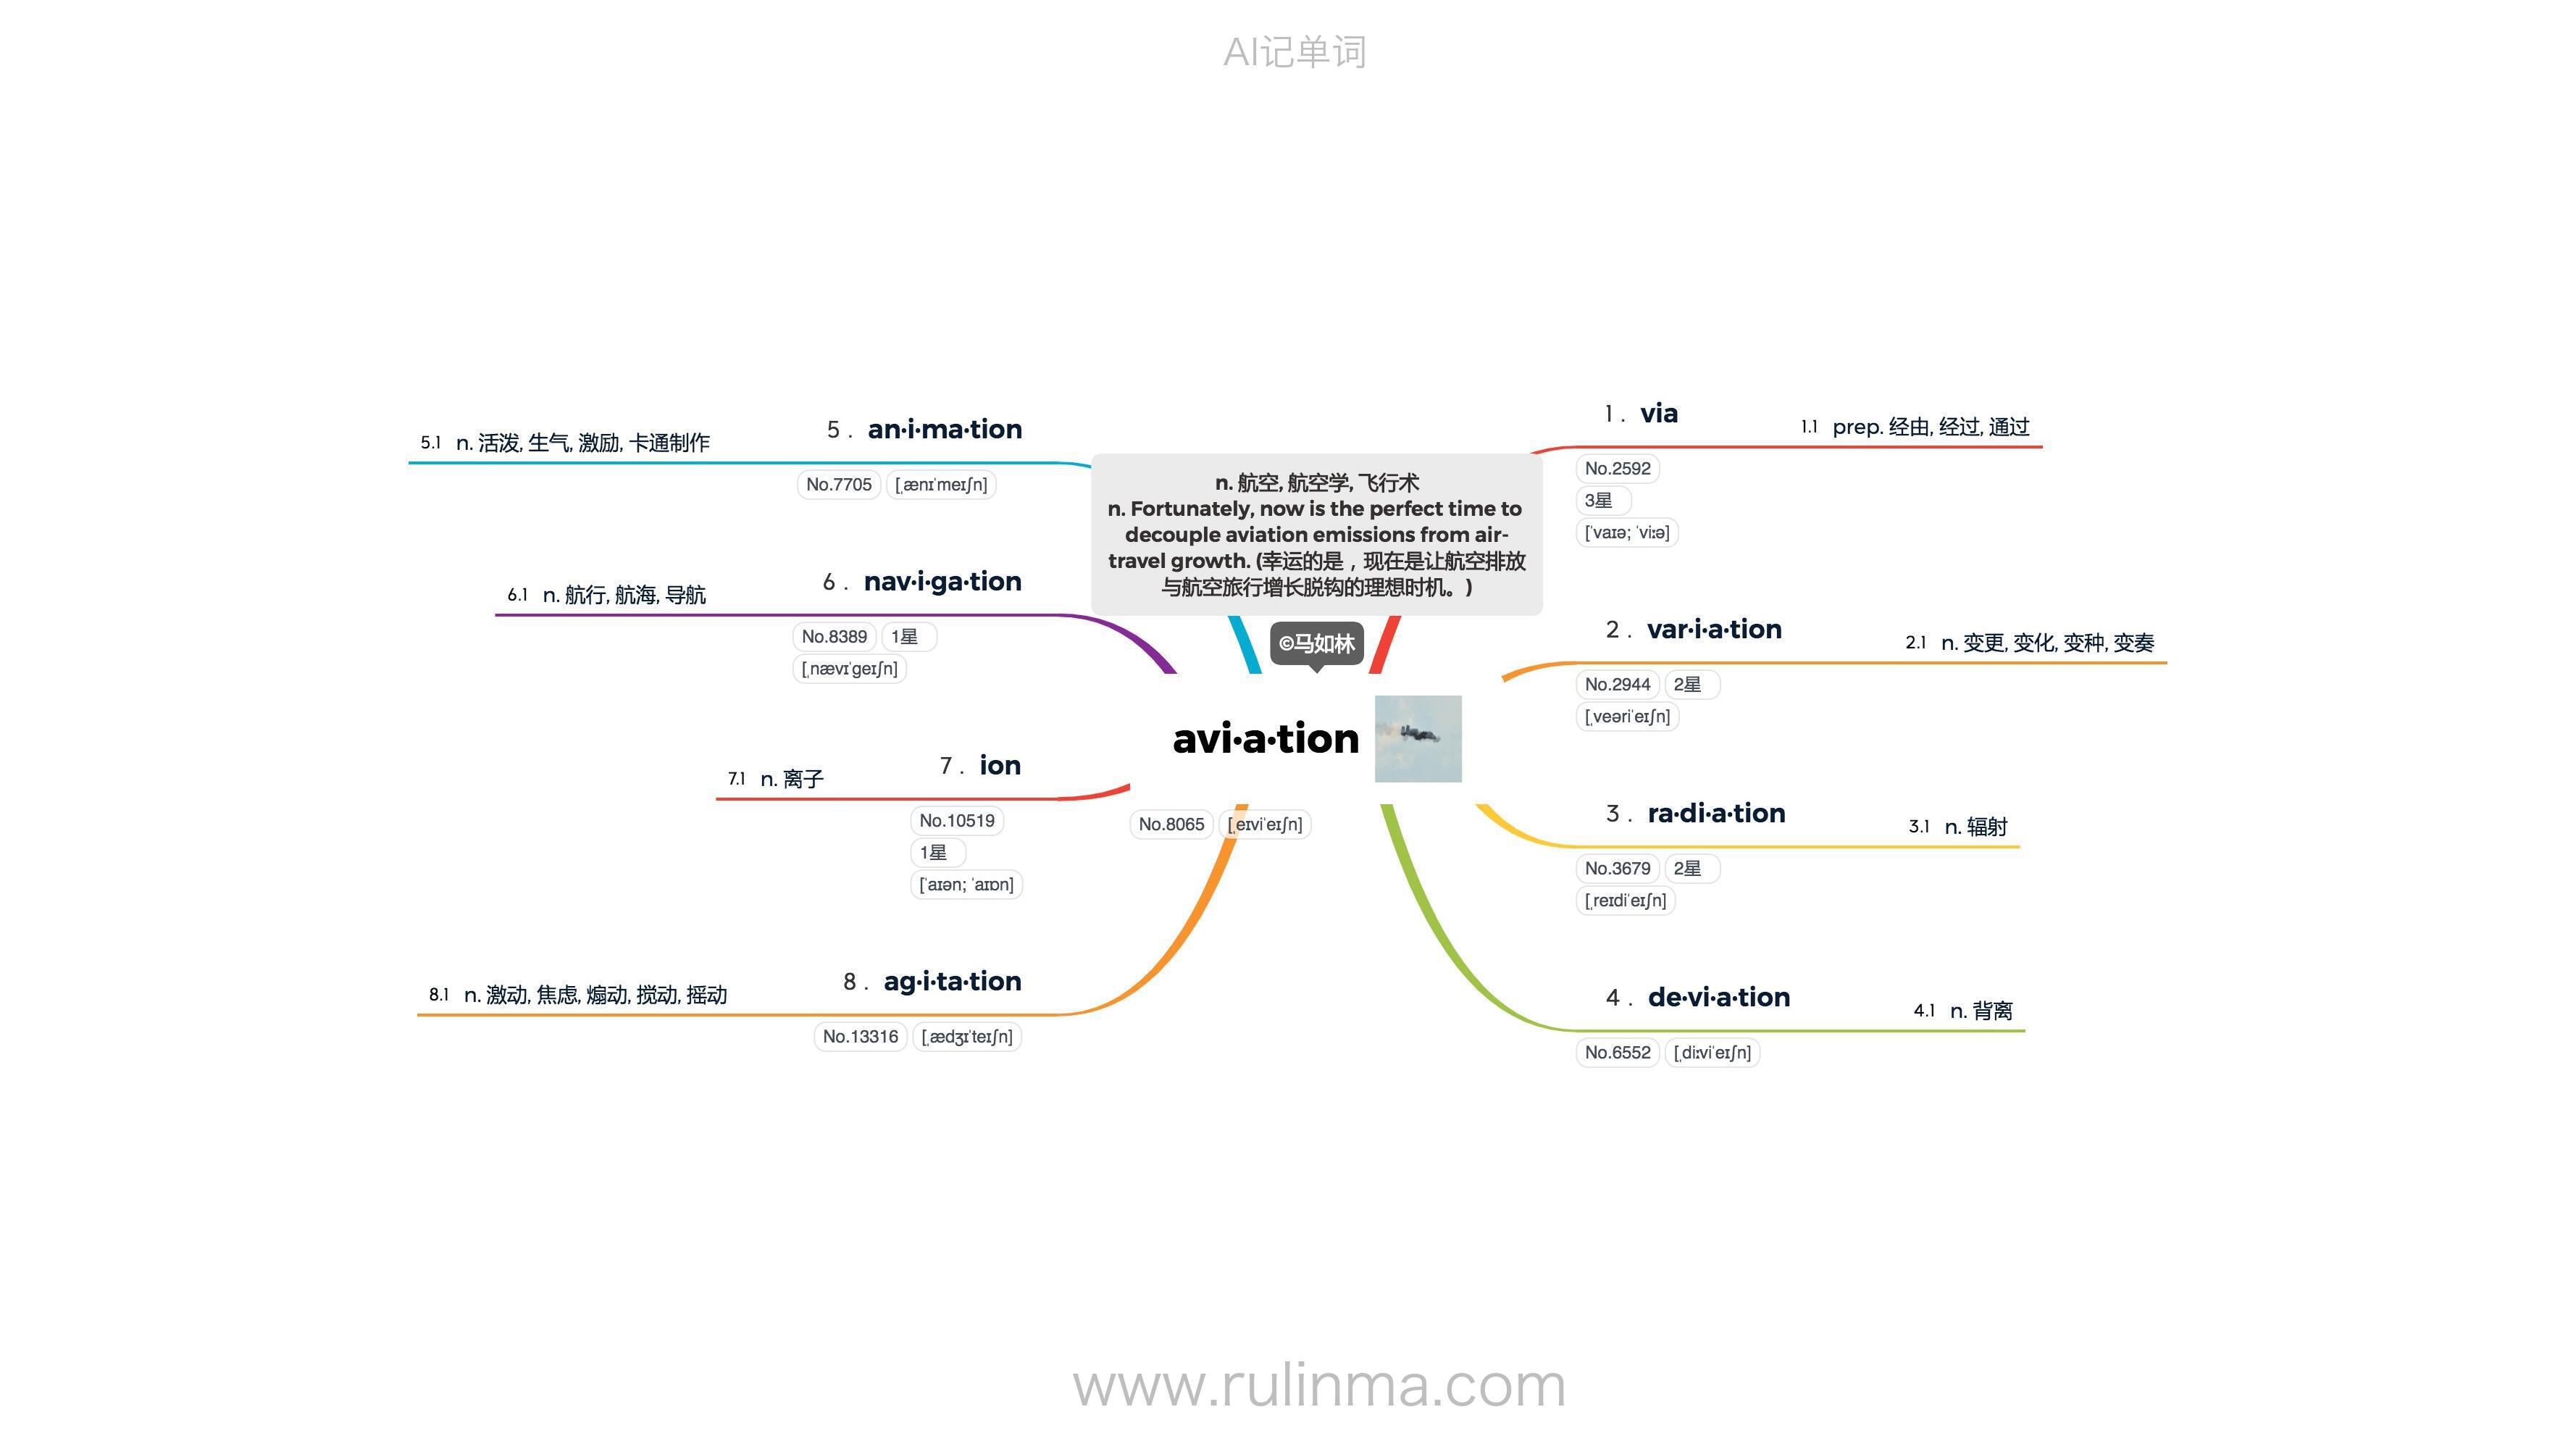 AI记单词
n. 航空, 航空学, 飞行术
n. Fortunately, now is the perfect time to
decouple aviation emissions from air-
travel growth. (幸运的是，现在是让航空排放
与航空旅行增长脱钩的理想时机。)
©马如林
avi·a·tion
No.8065 [ˌeɪviˈeɪʃn]
1 . via
1.1 prep. 经由, 经过, 通过
No.2592
3星
[ˈvaɪə; ˈviːə]
2 . var·i·a·tion
2.1 n. 变更, 变化, 变种, 变奏
No.2944 2星
[ˌveəriˈeɪʃn]
3 . ra·di·a·tion
3.1 n. 辐射
No.3679 2星
[ˌreɪdiˈeɪʃn]
4 . de·vi·a·tion
4.1 n. 背离
No.6552 [ˌdiːviˈeɪʃn]
5 . an·i·ma·tion
5.1 n. 活泼, 生气, 激励, 卡通制作
No.7705 [ˌænɪˈmeɪʃn]
6 . nav·i·ga·tion
6.1 n. 航行, 航海, 导航
No.8389 1星
[ˌnævɪˈɡeɪʃn]
7 . ion
7.1 n. 离子
No.10519
1星
[ˈaɪən; ˈaɪɒn]
8 . ag·i·ta·tion
8.1 n. 激动, 焦虑, 煽动, 搅动, 摇动
No.13316 [ˌædʒɪˈteɪʃn]
www.rulinma.com